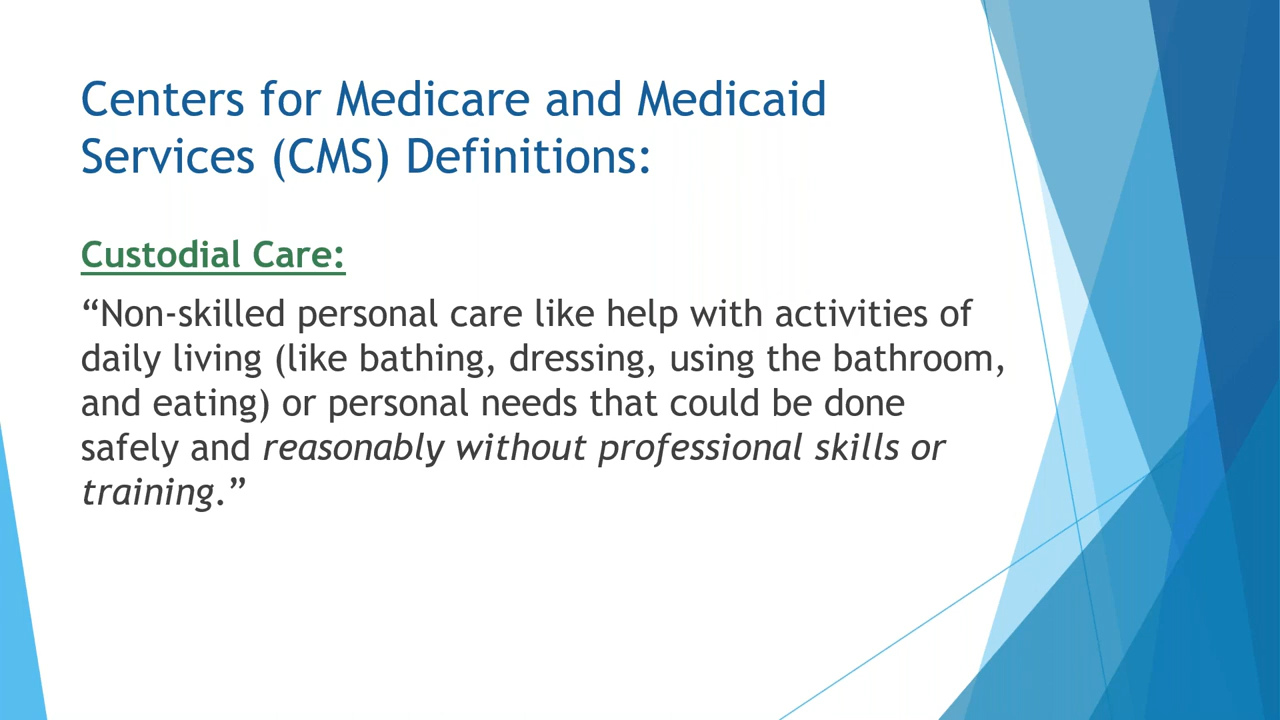 Centers for Medicare and Medicaid
Services (CMS) Definitions:
Custodial Care:
“Non-skilled personal care like help with activities of
daily living (like bathing, dressing, using the bathroom,
and eating) or personal needs that could be done
safely and reasonably without professional skills or
training.”